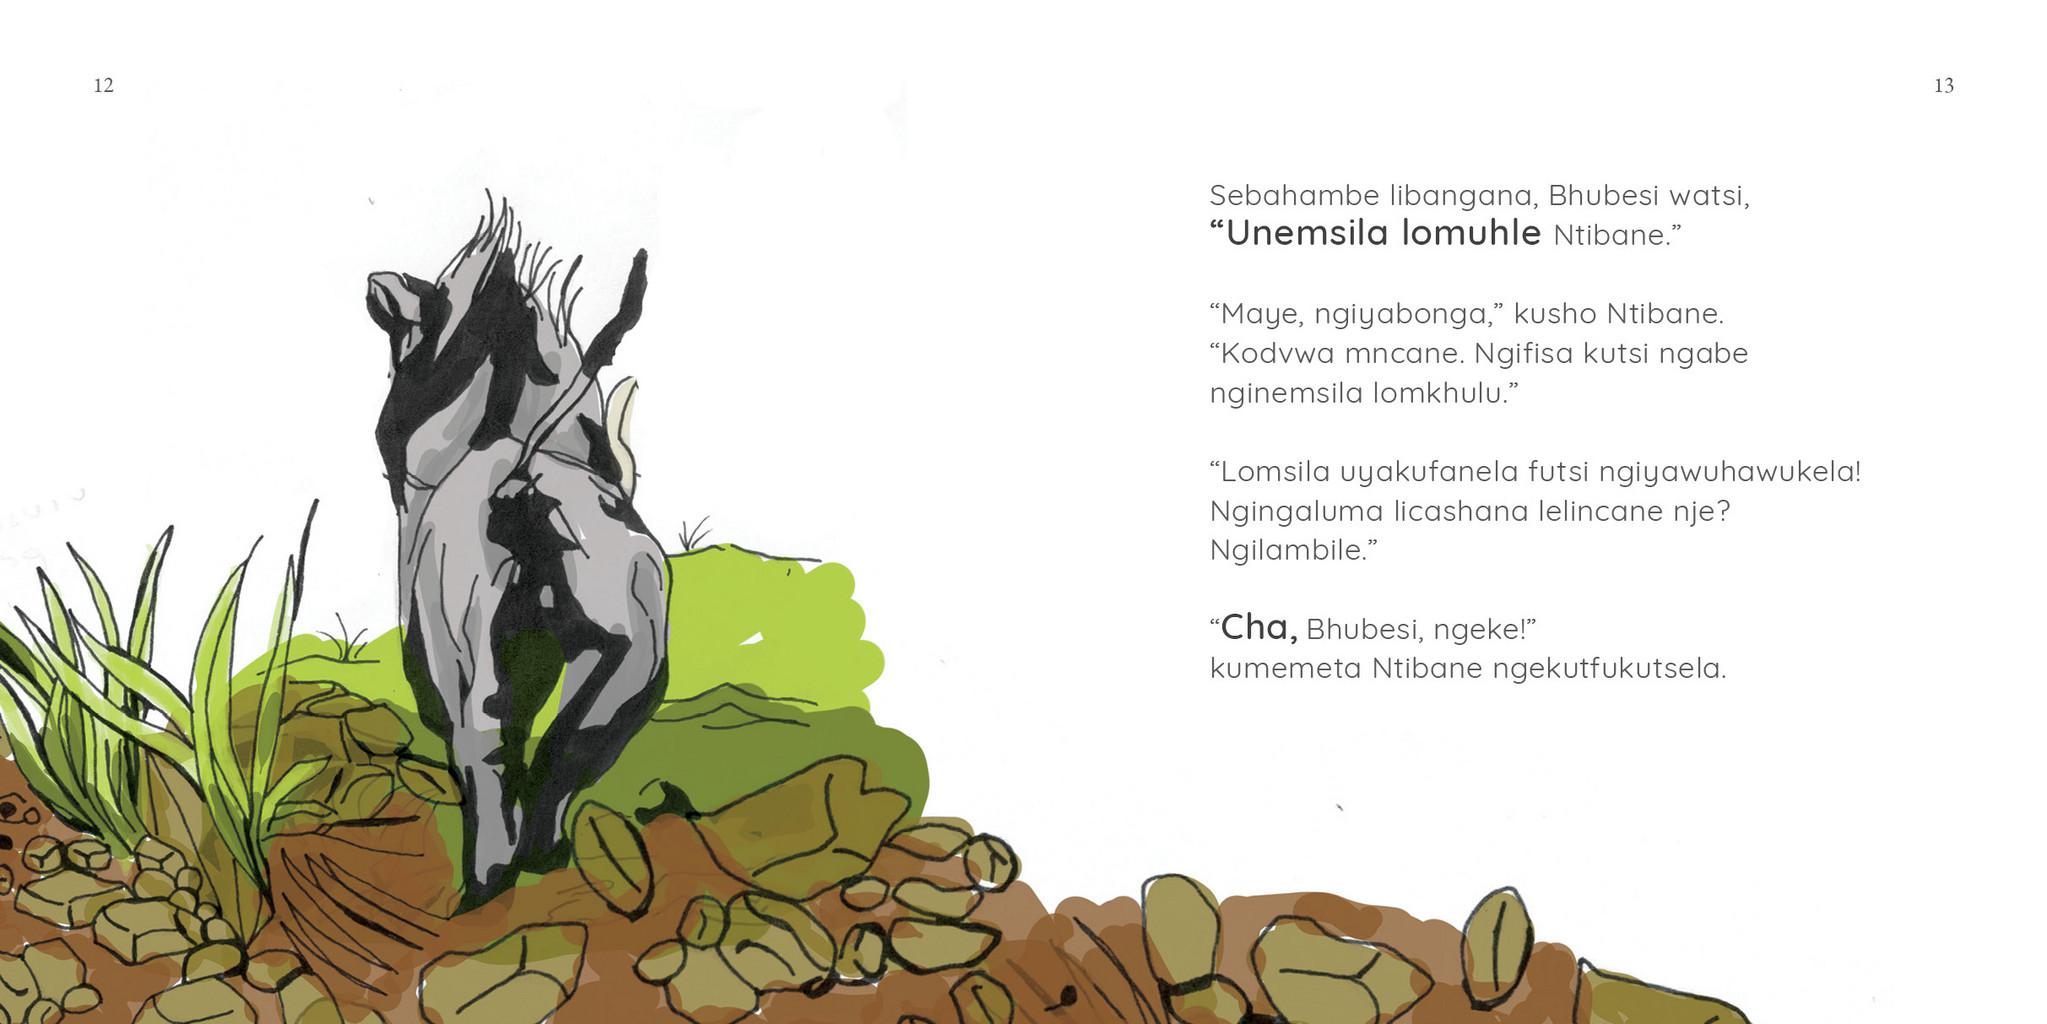 12
13
Sebahambe libangana, Bhubesi watsi,
“Unemsila lomuhle Ntibane.”
“Maye, ngiyabonga,” kusho Ntibane.
“Kodvwa mncane. Ngifisa kutsi ngabe
nginemsila lomkhulu.”
“Lomsila uyakufanela futsi ngiyawuhawukela!
Ngingaluma licashana lelincane nje?
Ngilambile.”
“Cha, Bhubesi, ngeke!”
kumemeta Ntibane ngekutfukutsela.